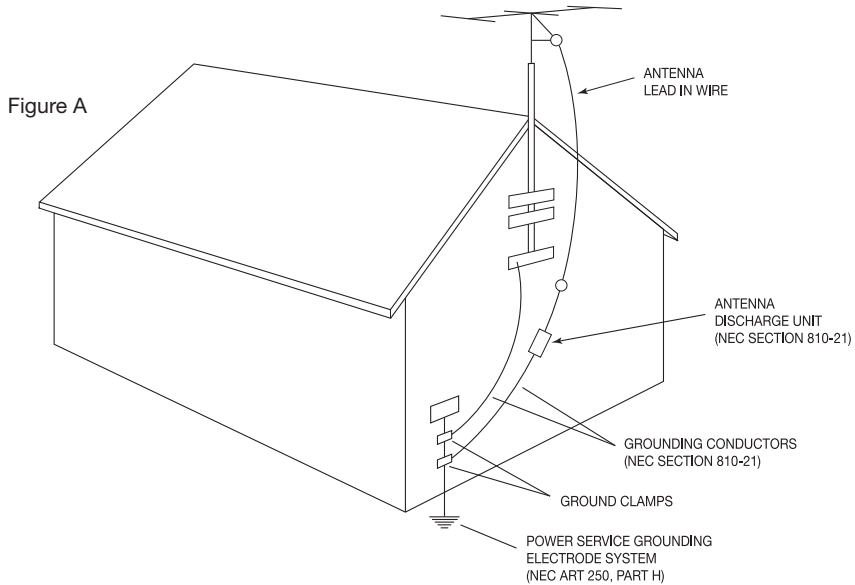 Figure A
ANTENNA
LEAD IN WIRE
ANTENNA
DISCHARGE UNIT
(NEC SECTION 810-21)
GROUNDING CONDUCTORS
(NEC SECTION 810-21)
GROUND CLAMPS
POWER SERVICE GROUNDING
ELECTRODE SYSTEM
(NEC ART 250, PART H)